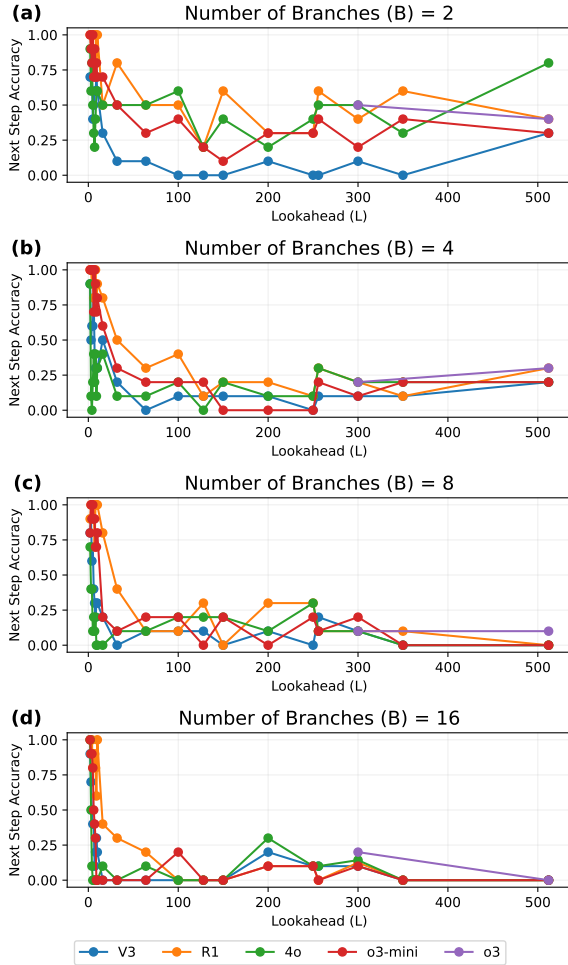 (a)
Number of Branches (B) = 2
1.00
0.75
0.50
0.25
0.00
Next Step Accuracy
0 100 200 300 400 500
Lookahead (L)
(b)
Number of Branches (B) = 4
1.00
0.75
0.50
0.25
0.00
Next Step Accuracy
0 100 200 300 400 500
Lookahead (L)
(c)
Number of Branches (B) = 8
1.00
0.75
0.50
0.25
0.00
Next Step Accuracy
0 100 200 300 400 500
Lookahead (L)
(d)
Number of Branches (B) = 16
1.00
0.75
0.50
0.25
0.00
Next Step Accuracy
0 100 200 300 400 500
Lookahead (L)
V3 R1 4o o3-mini o3